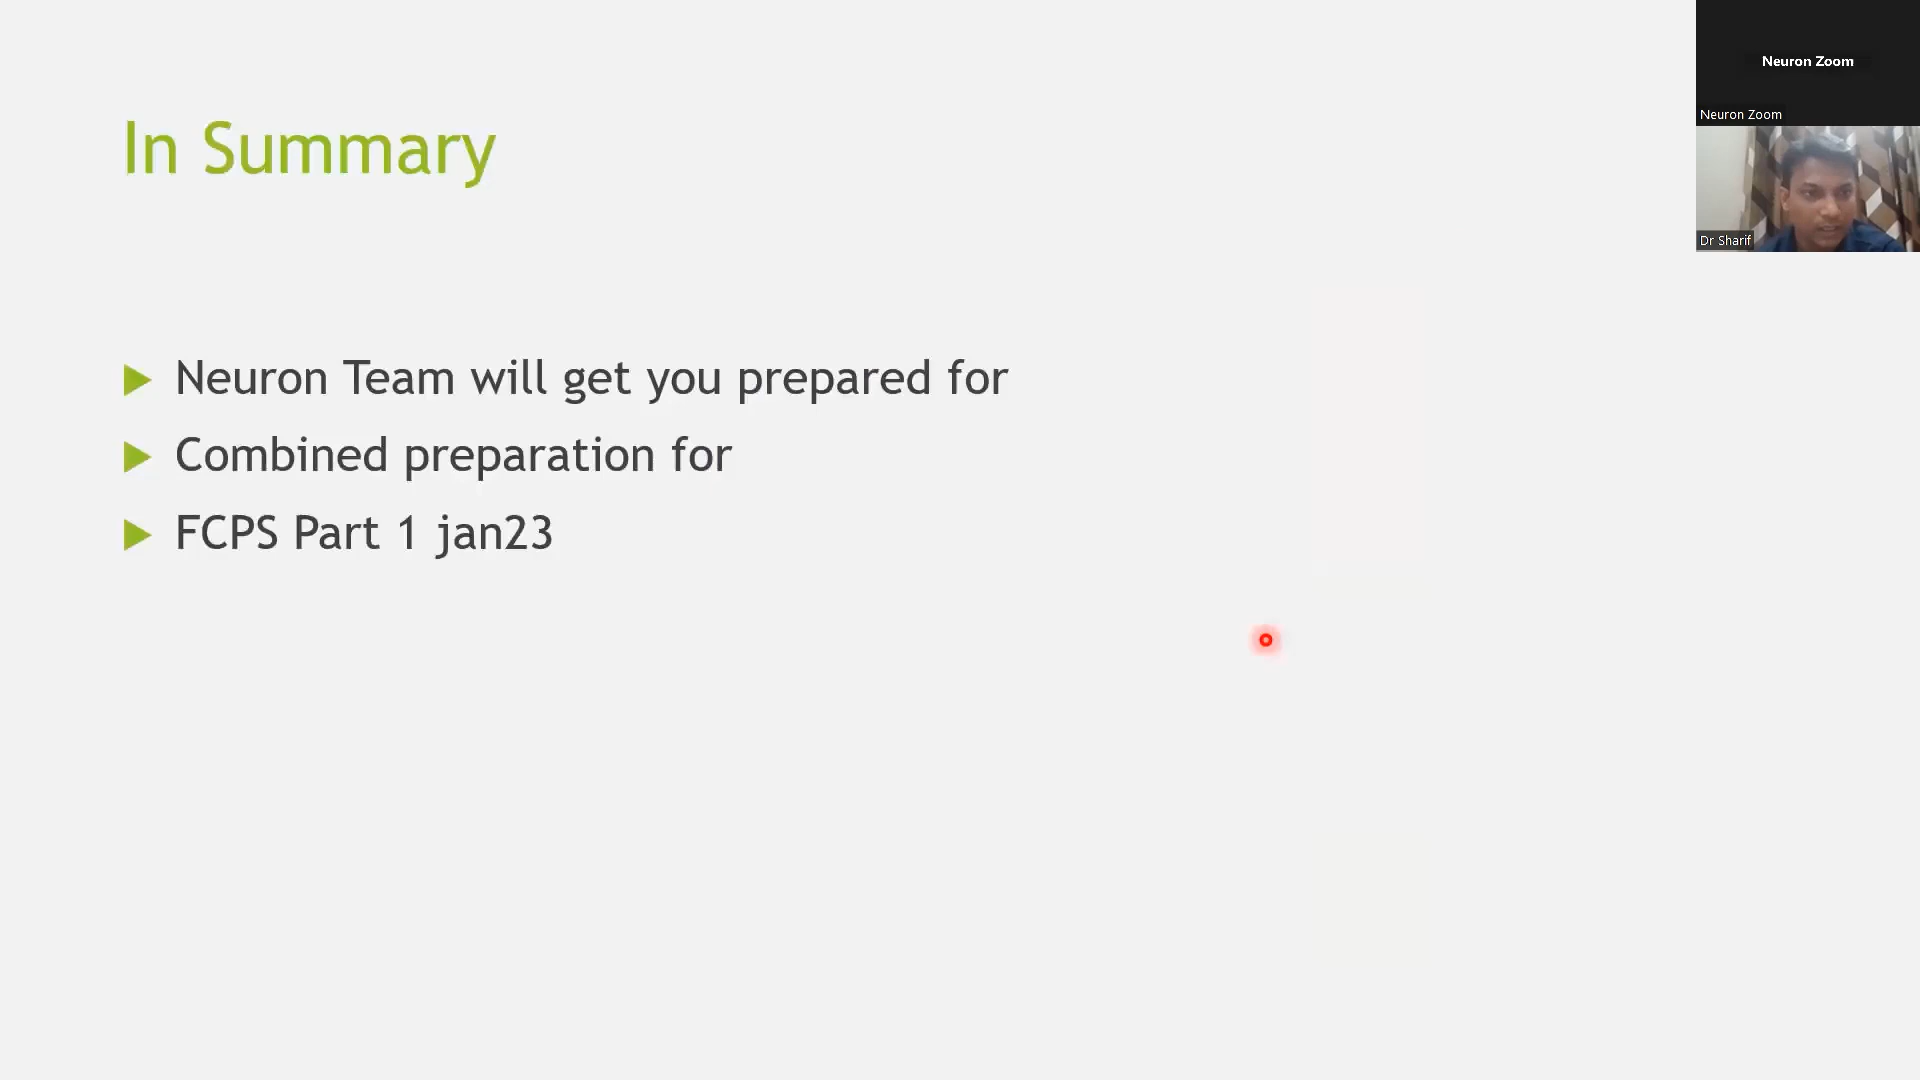 Neuron Zoom
Neuron Zoom
Dr Sharif
In Summary
Neuron Team will get you prepared for
Combined preparation for
FCPS Part 1 jan23